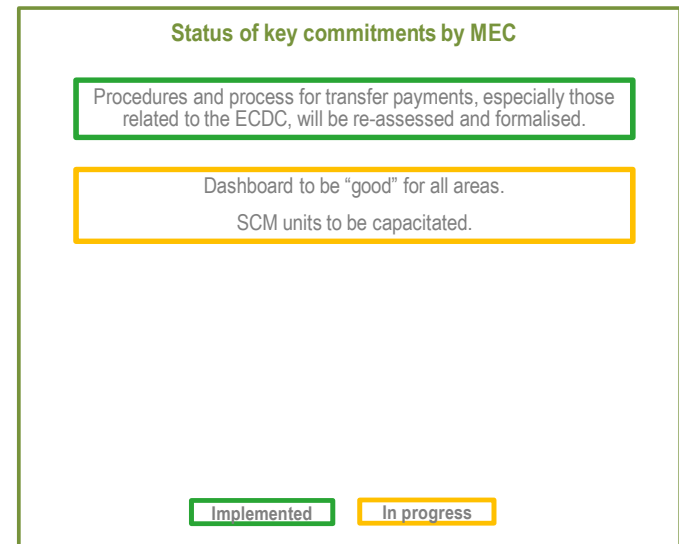 Status of key commitments by MEC
Procedures and process for transfer payments, especially those
related to the ECDC, will be re-assessed and formalised.
Dashboard to be “good” for all areas.
SCM units to be capacitated.
Implemented
In progress